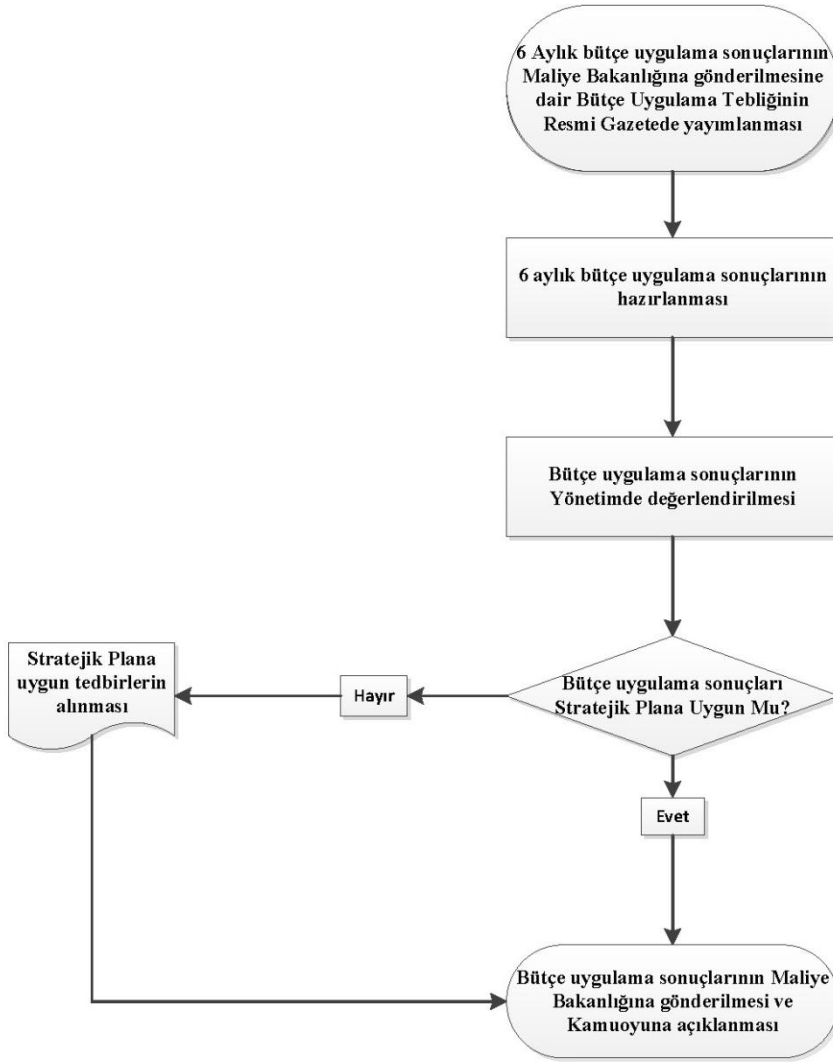 6 Aylık bütçe uygulama sonuçlarının
Maliye Bakanlığına gönderilmesine
dair Bütçe Uygulama Tebliğinin
Resmi Gazetede yayımlanması
6 aylık bütçe uygulama sonuçlarının
hazırlanması
Bütçe uygulama sonuçlarının
Yönetimde değerlendirilmesi
Bütçe uygulama sonuçları
Stratejik Plana Uygun Mu?
Hayır
Stratejik Plana
uygun tedbirlerin
alınması
Evet
Bütçe uygulama sonuçlarının Maliye
Bakanlığına gönderilmesi ve
Kamuoyuna açıklanması